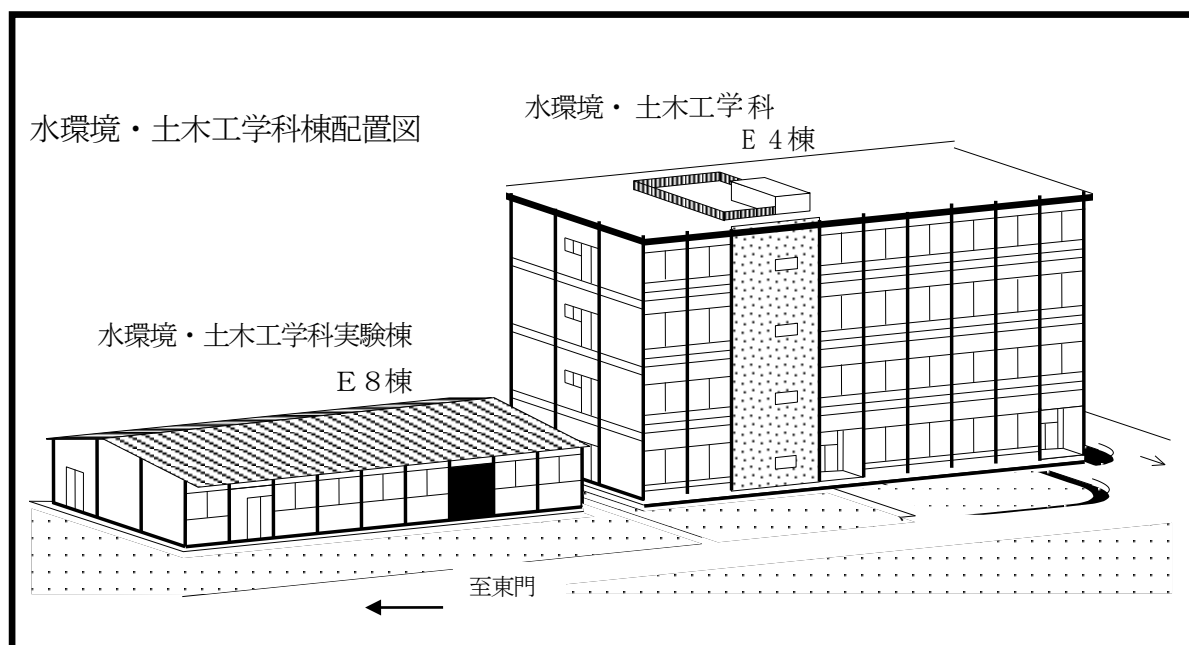 水環境・土木工学科棟配置図
水環境・土木工学科
E 4棟
水環境・土木工学科実験棟
E８棟
至東門